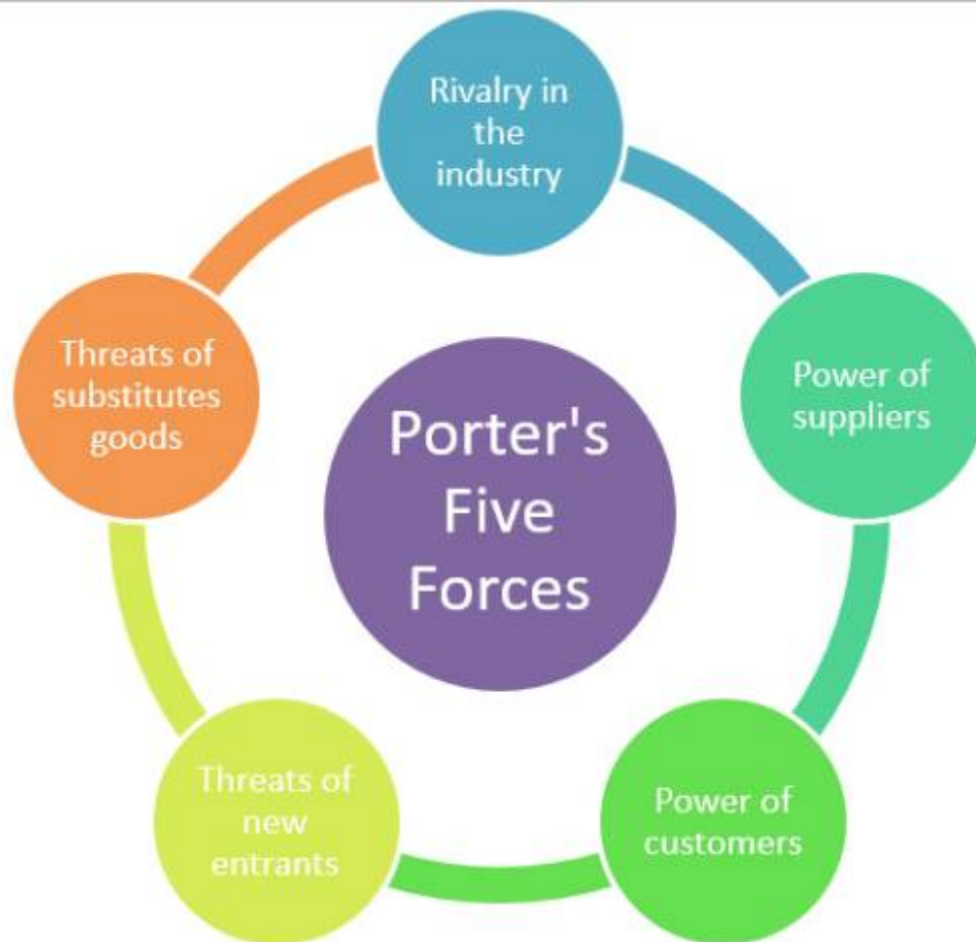 Rivalry in
the
industry
Power of
suppliers
Power of
customers
Threats of
new
entrants
Threats of
substitutes
goods
Porter's
Five
Forces